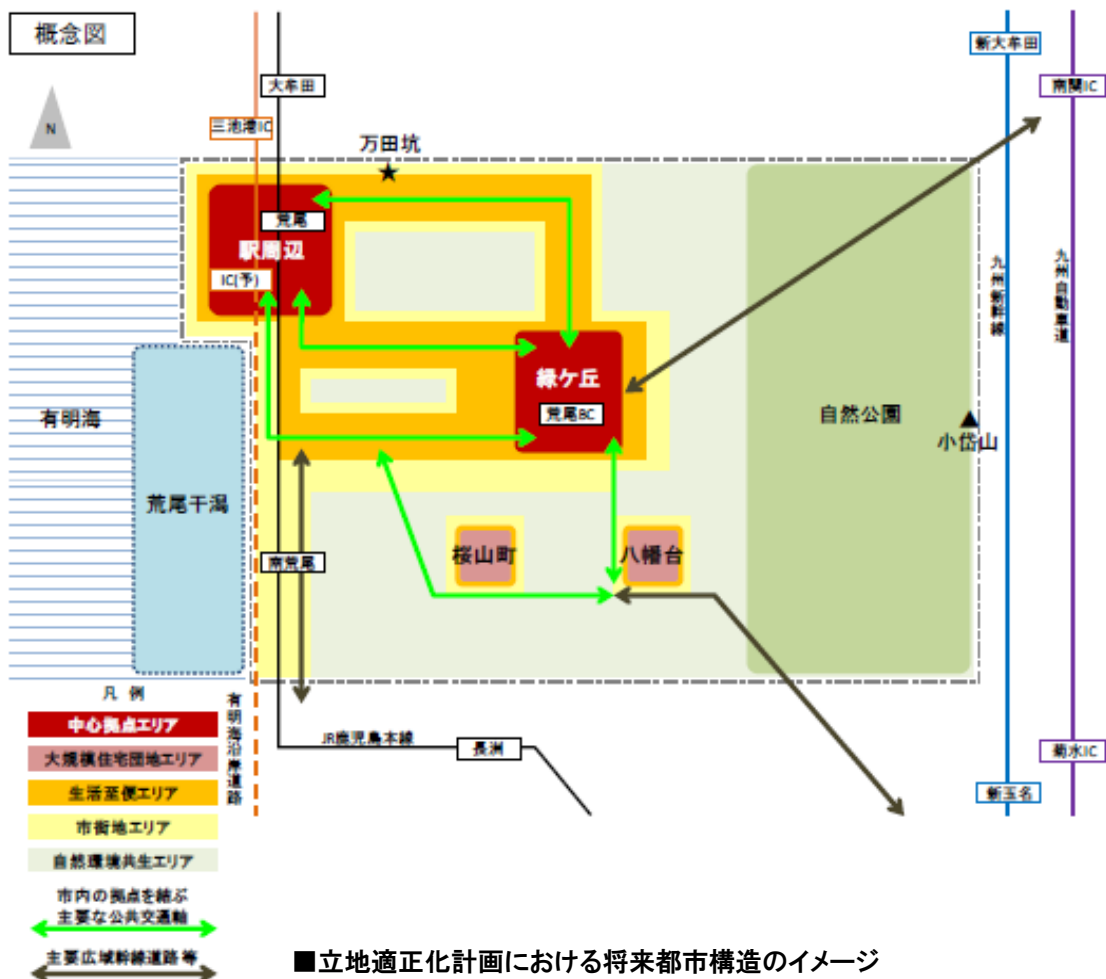 概念図
新大牟田
大牟田
南関IC
N
三池港IC
万田坑
荒尾
駅周辺
IC(予)
九州新幹線
九州自動車道
緑ケ丘
荒尾BC
有明海
自然公園
小岱山
荒尾干潟
桜山町
八幡台
南荒尾
凡 例
中心拠点エリア
大規模住宅団地エリア
生活至便エリア
市街地エリア
自然環境共生エリア
市内の拠点を結ぶ
主要な公共交通軸
主要広域幹線道路等
有明海沿岸道路
JR鹿児島本線
長洲
菊水IC
新玉名
■立地適正化計画における将来都市構造のイメージ